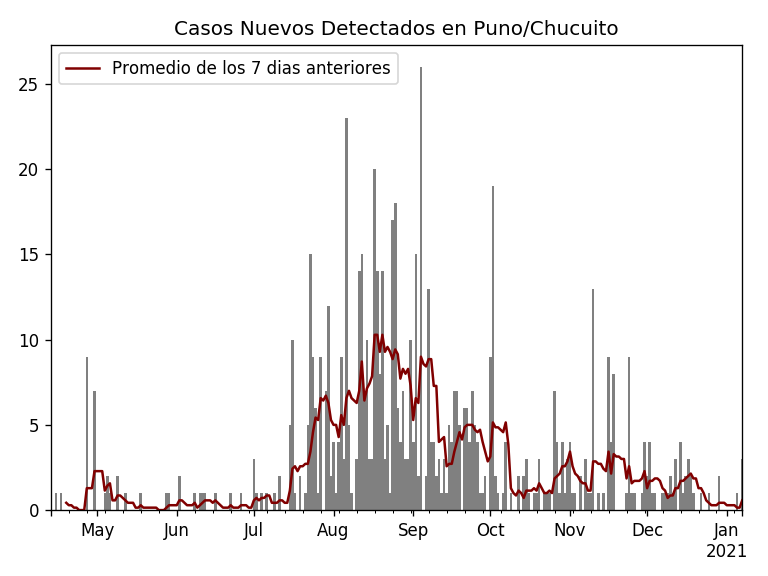 Casos Nuevos Detectados en Puno/Chucuito
Promedio de los 7 dias anteriores
25
20
15
10
5
0
May Jun Jul Aug Sep Oct Nov Dec Jan
2021